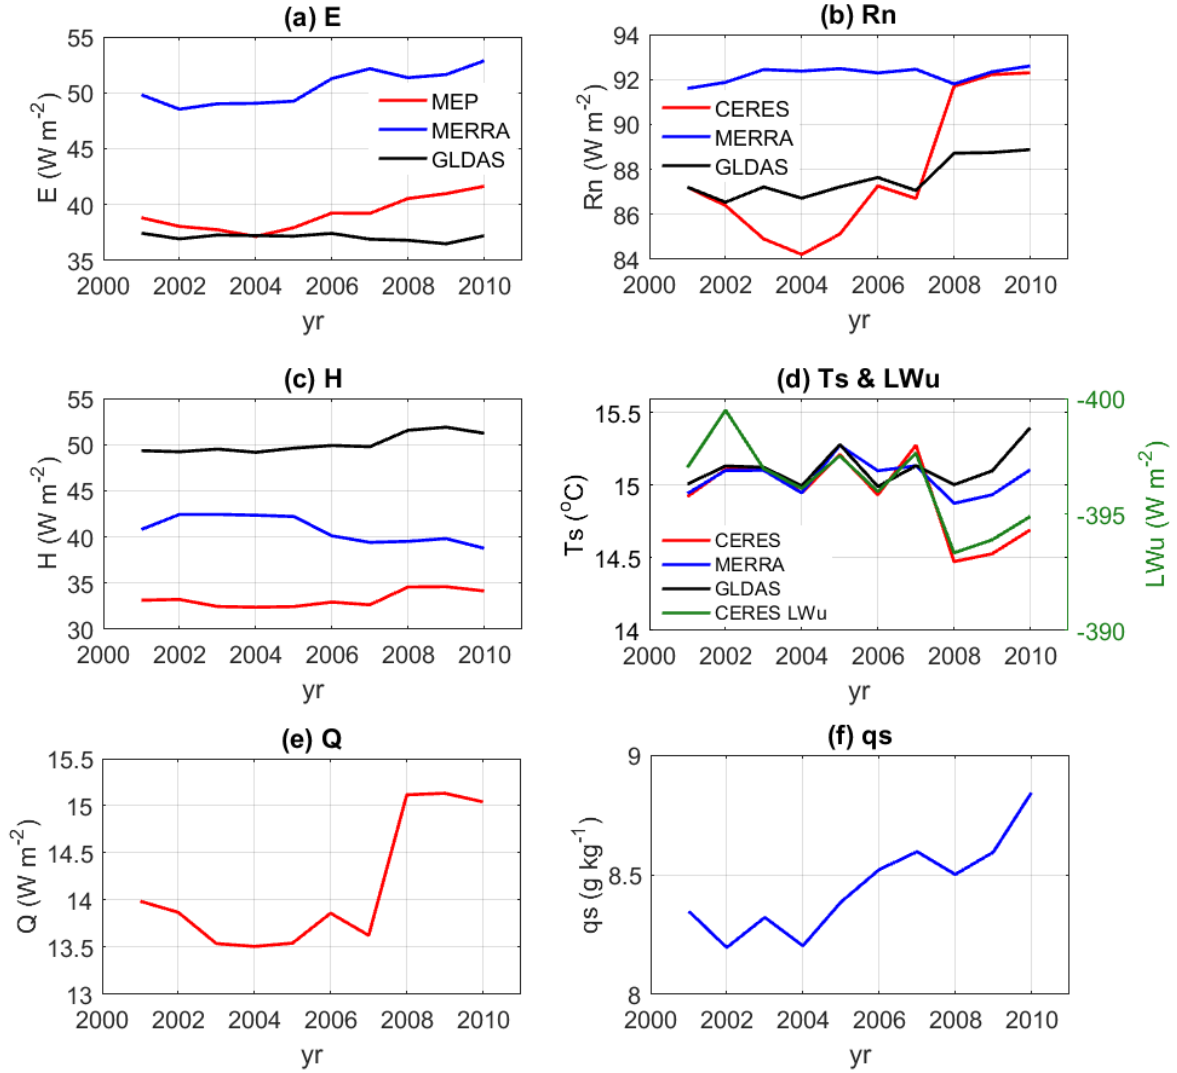 (a) E
55
50
45
40
35
E (W m-2)
MEP
MERRA
GLDAS
2000 2002 2004 2006 2008 2010
yr
(b) Rn
94
92
90
88
86
84
Rn (W m-2)
CERES
MERRA
GLDAS
2000 2002 2004 2006 2008 2010
yr
(c) H
55
50
45
40
35
30
H (W m-2)
2000 2002 2004 2006 2008 2010
yr
(d) Ts & LWu
15.5
15
14.5
14
Ts (oC)
CERES
MERRA
GLDAS
CERES LWu
-400
-395
-390
LWu (W m-2)
2000 2002 2004 2006 2008 2010
yr
(e) Q
15.5
15
14.5
14
13.5
13
Q (W m-2)
2000 2002 2004 2006 2008 2010
yr
(f) qs
9
8.5
8
qs (g kg-1)
2000 2002 2004 2006 2008 2010
yr